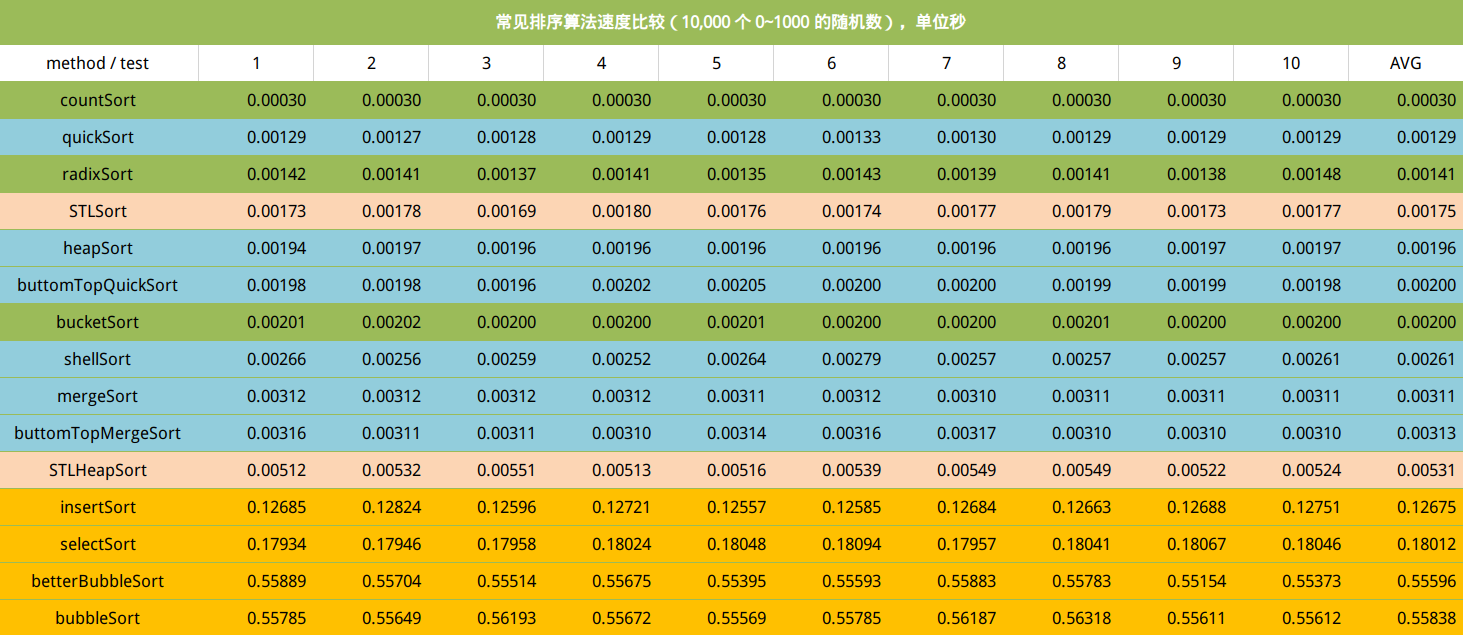 常见排序算法速度比较（10,000 个 0~1000 的随机数），单位秒
method / test 1 2 3 4 5 6 7 8 9 10 AVG
countSort 0.00030 0.00030 0.00030 0.00030 0.00030 0.00030 0.00030 0.00030 0.00030 0.00030 0.00030
quickSort 0.00129 0.00127 0.00128 0.00129 0.00128 0.00133 0.00130 0.00129 0.00129 0.00129 0.00129
radixSort 0.00142 0.00141 0.00137 0.00141 0.00135 0.00143 0.00139 0.00141 0.00138 0.00148 0.00141
STLSort 0.00173 0.00178 0.00169 0.00180 0.00176 0.00174 0.00177 0.00179 0.00173 0.00177 0.00175
heapSort 0.00194 0.00197 0.00196 0.00196 0.00196 0.00196 0.00196 0.00196 0.00197 0.00197 0.00196
buttomTopQuickSort 0.00198 0.00198 0.00196 0.00202 0.00205 0.00200 0.00200 0.00199 0.00199 0.00198 0.00200
bucketSort 0.00201 0.00202 0.00200 0.00200 0.00201 0.00200 0.00200 0.00201 0.00200 0.00200 0.00200
shellSort 0.00266 0.00256 0.00259 0.00252 0.00264 0.00279 0.00257 0.00257 0.00257 0.00261 0.00261
mergeSort 0.00312 0.00312 0.00312 0.00312 0.00311 0.00312 0.00310 0.00311 0.00311 0.00311 0.00311
buttomTopMergeSort 0.00316 0.00311 0.00311 0.00310 0.00314 0.00316 0.00317 0.00310 0.00310 0.00310 0.00313
STLHeapSort 0.00512 0.00532 0.00551 0.00513 0.00516 0.00539 0.00549 0.00549 0.00522 0.00524 0.00531
insertSort 0.12685 0.12824 0.12596 0.12721 0.12557 0.12585 0.12684 0.12663 0.12688 0.12751 0.12675
selectSort 0.17934 0.17946 0.17958 0.18024 0.18048 0.18094 0.17957 0.18041 0.18067 0.18046 0.18012
betterBubbleSort 0.55889 0.55704 0.55514 0.55675 0.55395 0.55593 0.55883 0.55783 0.55154 0.55373 0.55596
bubbleSort 0.55785 0.55649 0.56193 0.55672 0.55569 0.55785 0.56187 0.56318 0.55611 0.55612 0.55838